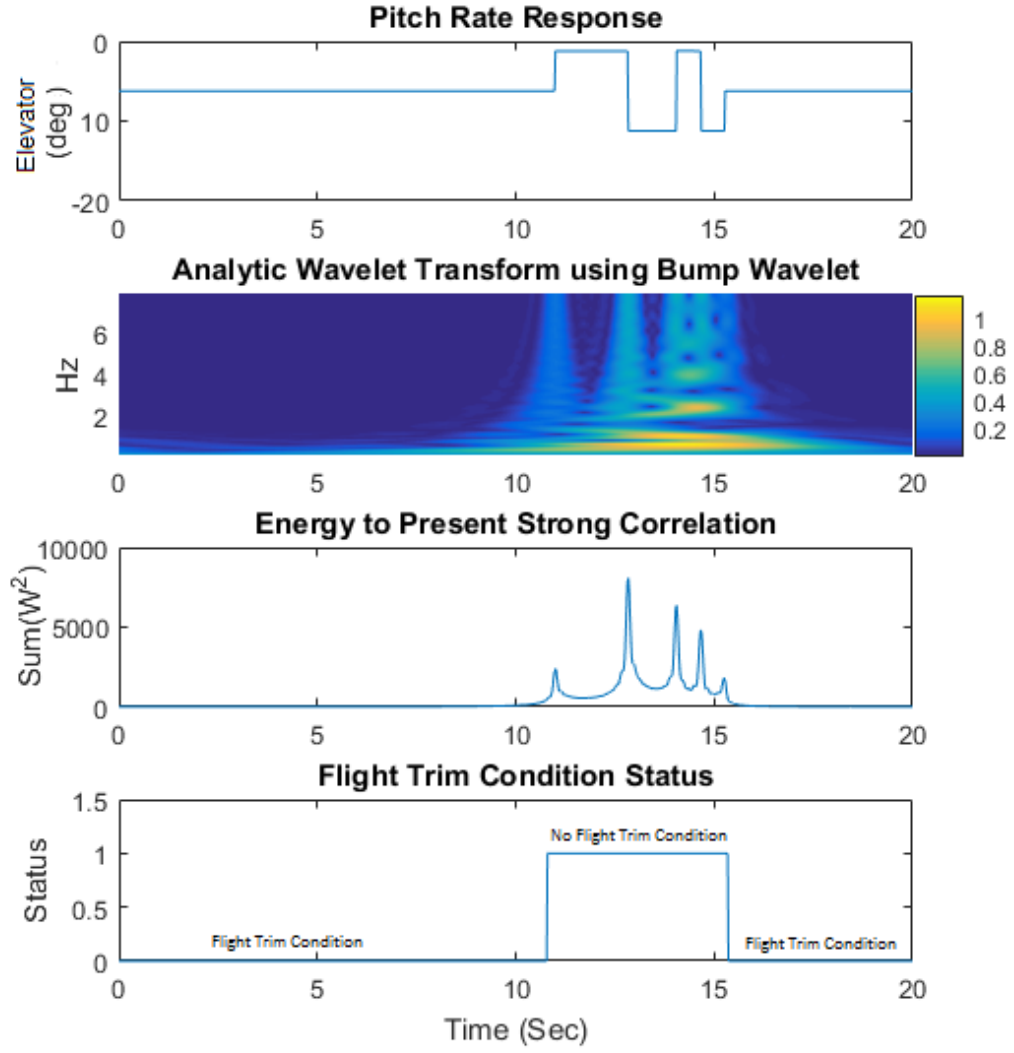 Pitch Rate Response
Elevator
(deg )
0
10
-20
0 5 10 15 20
Analytic Wavelet Transform using Bump Wavelet
Hz
6
4
2
1
0.8
0.6
0.4
0.2
0 5 10 15 20
Energy to Present Strong Correlation
Sum(W²)
10000
5000
0
0 5 10 15 20
Flight Trim Condition Status
Status
1.5
1
0.5
0
No Flight Trim Condition
Flight Trim Condition
Flight Trim Condition
0 5 10 15 20
Time (Sec)